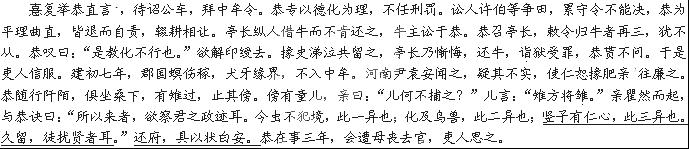 熹复举恭直言，待诏公车，拜中牟令。恭专以德化为理，不任刑罚。讼人许伯等争田，累守令不能决，恭为
平理曲直，皆退而自责，辍耕相让。亭长纵人借牛而不肯还之，牛主讼于恭。恭召亭长，敕令归牛者再三，犹不
从。恭叹曰：“是教化不行也。”欲解印绶去。掾史涕泣共留之，亭长乃惭悔，还牛，诣狱受罪，恭贳不问。于是
吏人信服。建初七年，郡国螟伤稼，犬牙缘界，不入中牟。河南尹袁安闻之，疑其不实，使仁恕掾肥亲往廉之。
恭随行阡陌，俱坐桑下，有雉过，止其傍。傍有童儿，亲曰：“儿何不捕之？”儿言：“雉方将雏。”亲瞿然而起，
与恭诀曰：“所以来者，欲察君之政迹耳。今虫不犯境，此一异也；化及鸟兽，此二异也；竖子有仁心，此三异也。
久留，徒扰贤者耳。”还府，具以状白安。恭在事三年，会遭母丧去官，吏人思之。